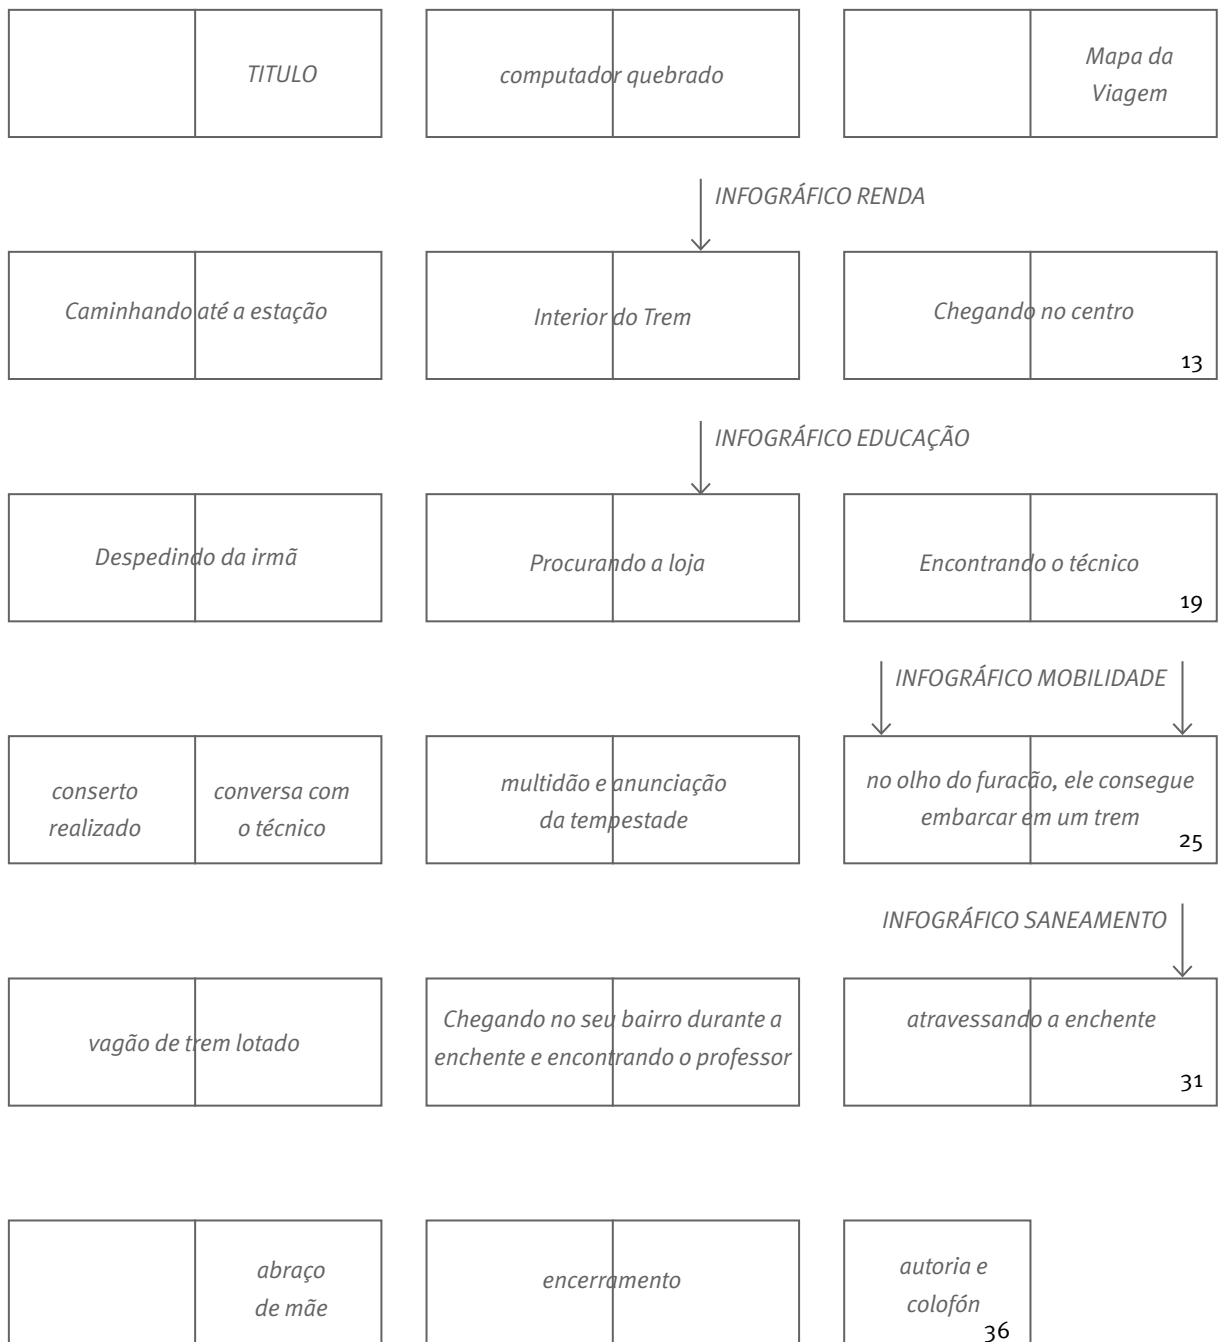 TITULO
computador quebrado
Mapa da
Viagem
INFOGRÁFICO RENDA
Caminhando até a estação
Interior do Trem
Chegando no centro
13
INFOGRÁFICO EDUCAÇÃO
Despedindo da irmã
Procurando a loja
Encontrando o técnico
19
INFOGRÁFICO MOBILIDADE
conserto
realizado
conversa com
o técnico
multidão e anunciação
da tempestade
no olho do furacão, ele consegue
embarcar em um trem
25
INFOGRÁFICO SANEAMENTO
vagão de trem lotado
Chegando no seu bairro durante a
enchente e encontrando o professor
atravessando a enchente
31
abraço
de mãe
encerramento
autoria e
colofón
36